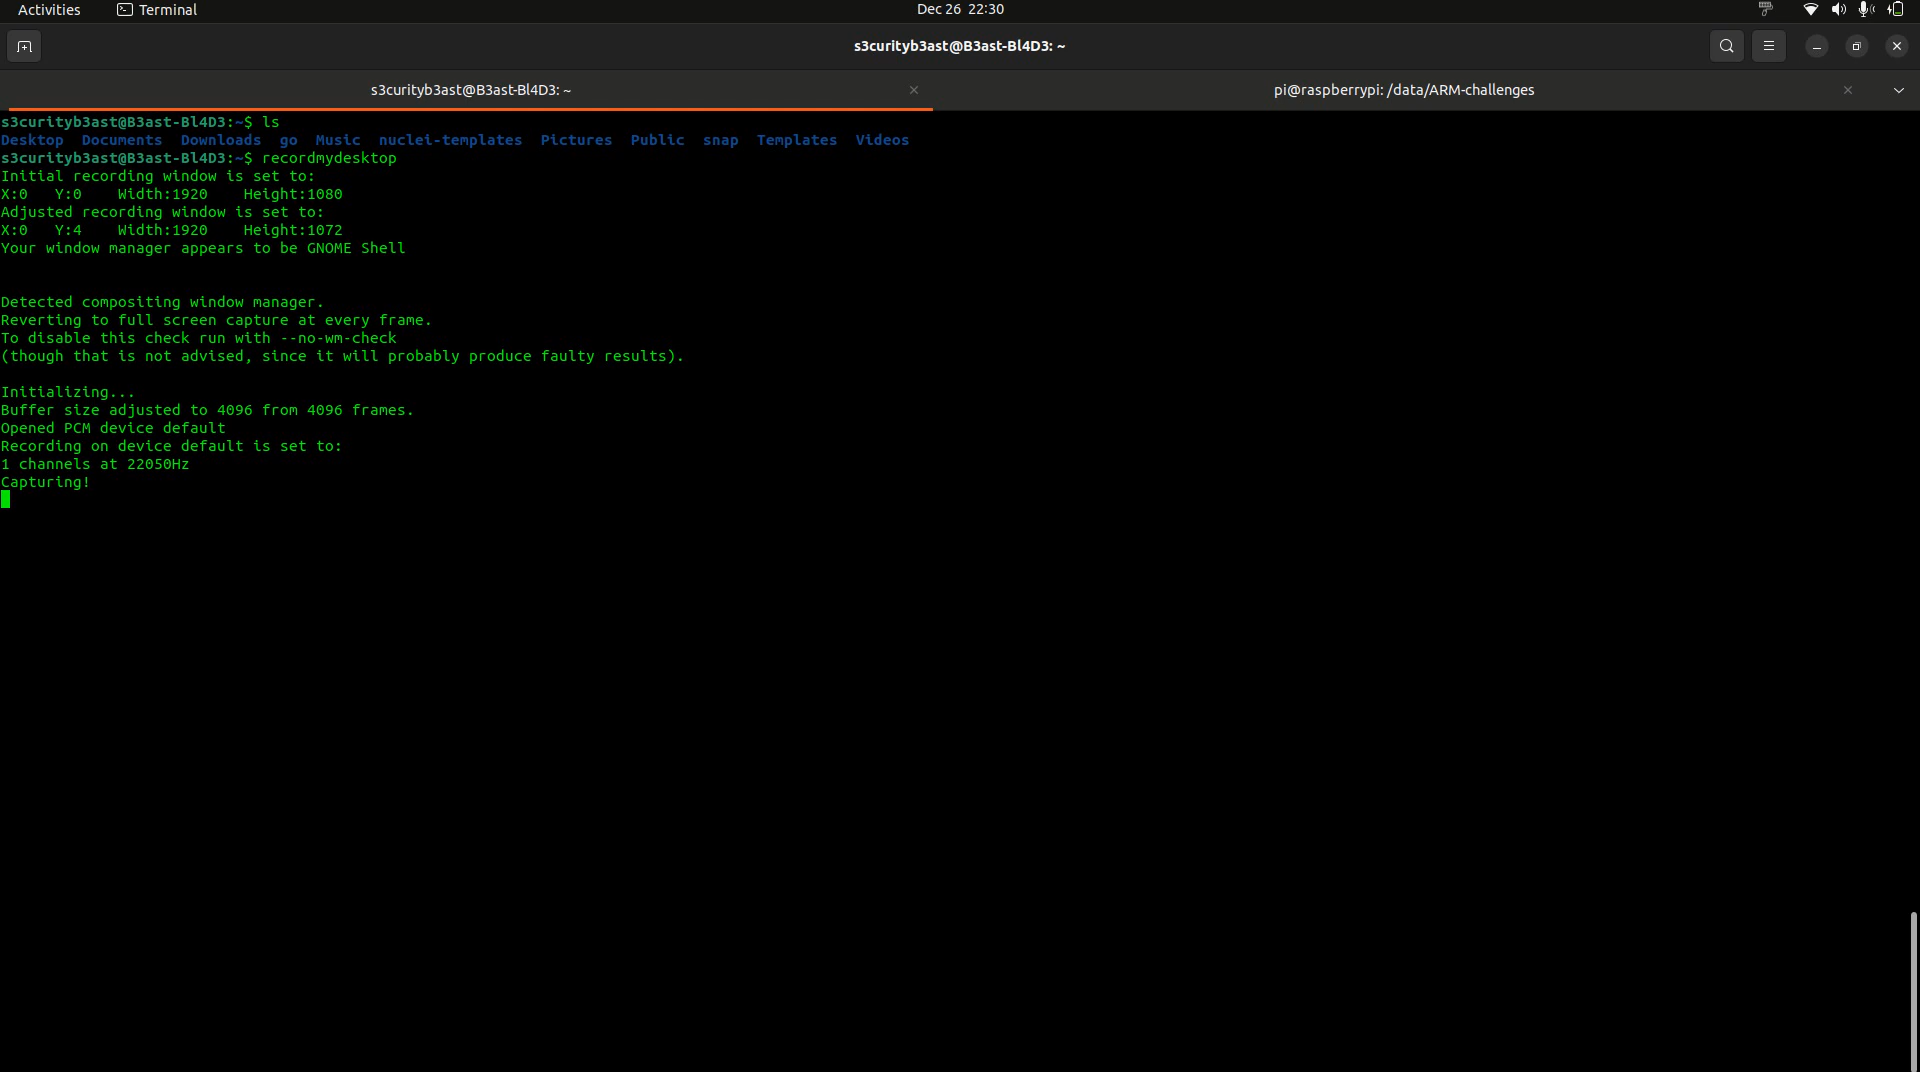 Activities Terminal Dec 26 22:30
s3curityb3ast@B3ast-Bl4D3: ~
s3curityb3ast@B3ast-Bl4D3: ~ pi@raspberrypi: /data/ARM-challenges
s3curityb3ast@B3ast-Bl4D3:~$ ls
Desktop Documents Downloads go Music nuclei-templates Pictures Public snap Templates Videos
s3curityb3ast@B3ast-Bl4D3:~$ recordmydesktop
Initial recording window is set to:
X:0 Y:0 Width:1920 Height:1080
Adjusted recording window is set to:
X:0 Y:4 Width:1920 Height:1072
Your window manager appears to be GNOME Shell
Detected compositing window manager.
Reverting to full screen capture at every frame.
To disable this check run with --no-wm-check
(though that is not advised, since it will probably produce faulty results).
Initializing...
Buffer size adjusted to 4096 from 4096 frames.
Opened PCM device default
Recording on device default is set to:
1 channels at 22050Hz
Capturing!